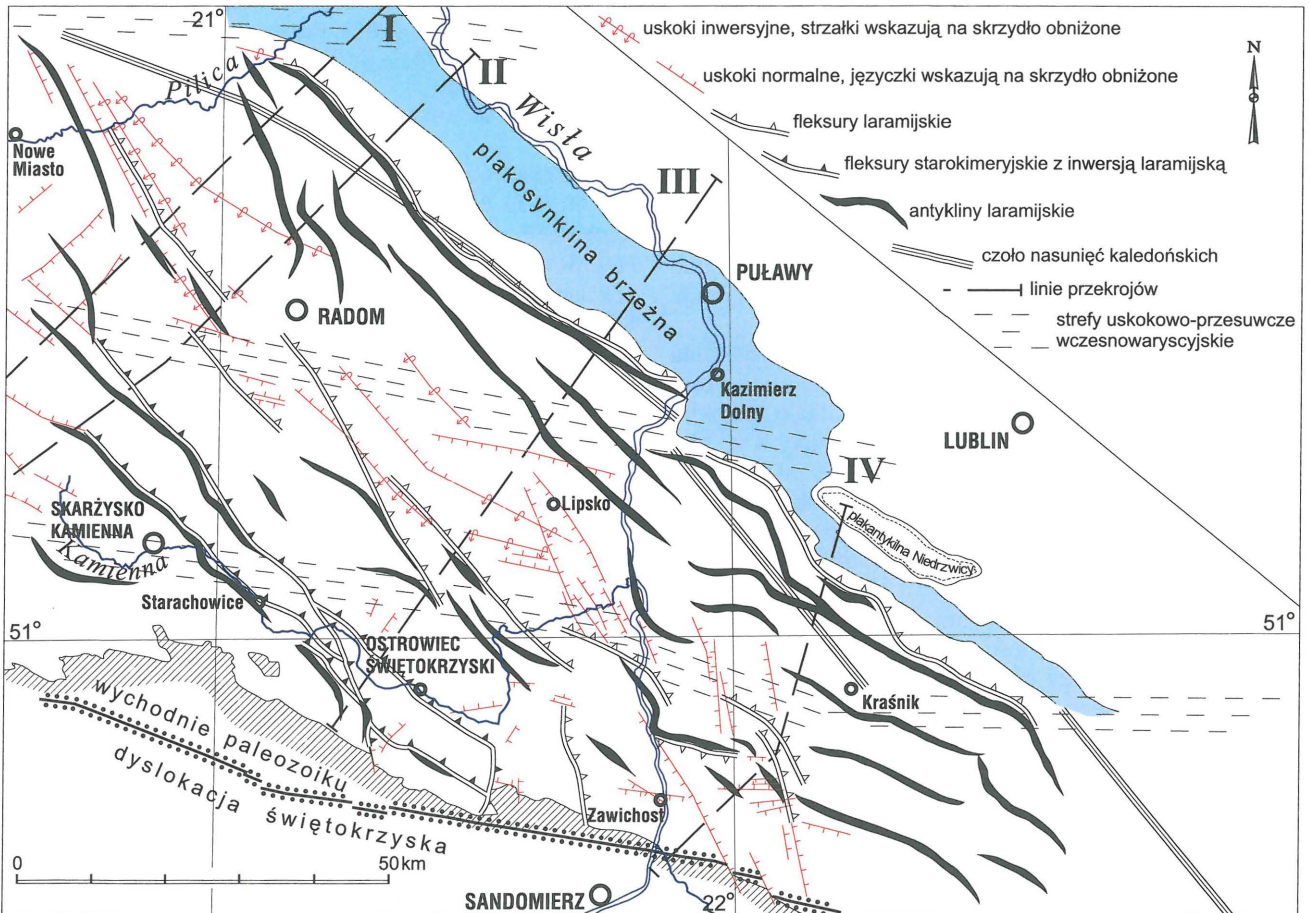 21°
I
II
III
IV
Pilica
Wisła
Nowe
Miasto
plakosynklina brzeżna
PUŁAWY
RADOM
Kazimierz
Dolny
LUBLIN
Lipsko
plakantyklina Niedrzwicy
SKARŻYSKO
KAMIENNA
Kamienna
Starachowice
51°
51°
OSTROWIEC
ŚWIĘTOKRZYSKI
Kraśnik
wychodnie paleozoiku
dyslokacja świętokrzyska
Zawichost
0 50km
SANDOMIERZ
22°
uskoki inwersyjne, strzałki wskazują na skrzydło obniżone
uskoki normalne, języczki wskazują na skrzydło obniżone
fleksury laramijskie
fleksury starokimeryjskie z inwersją laramijską
antykliny laramijskie
czoło nasunięć kaledońskich
linie przekrojów
strefy uskokowo-przesuwcze
wczesnowaryscyjskie
N